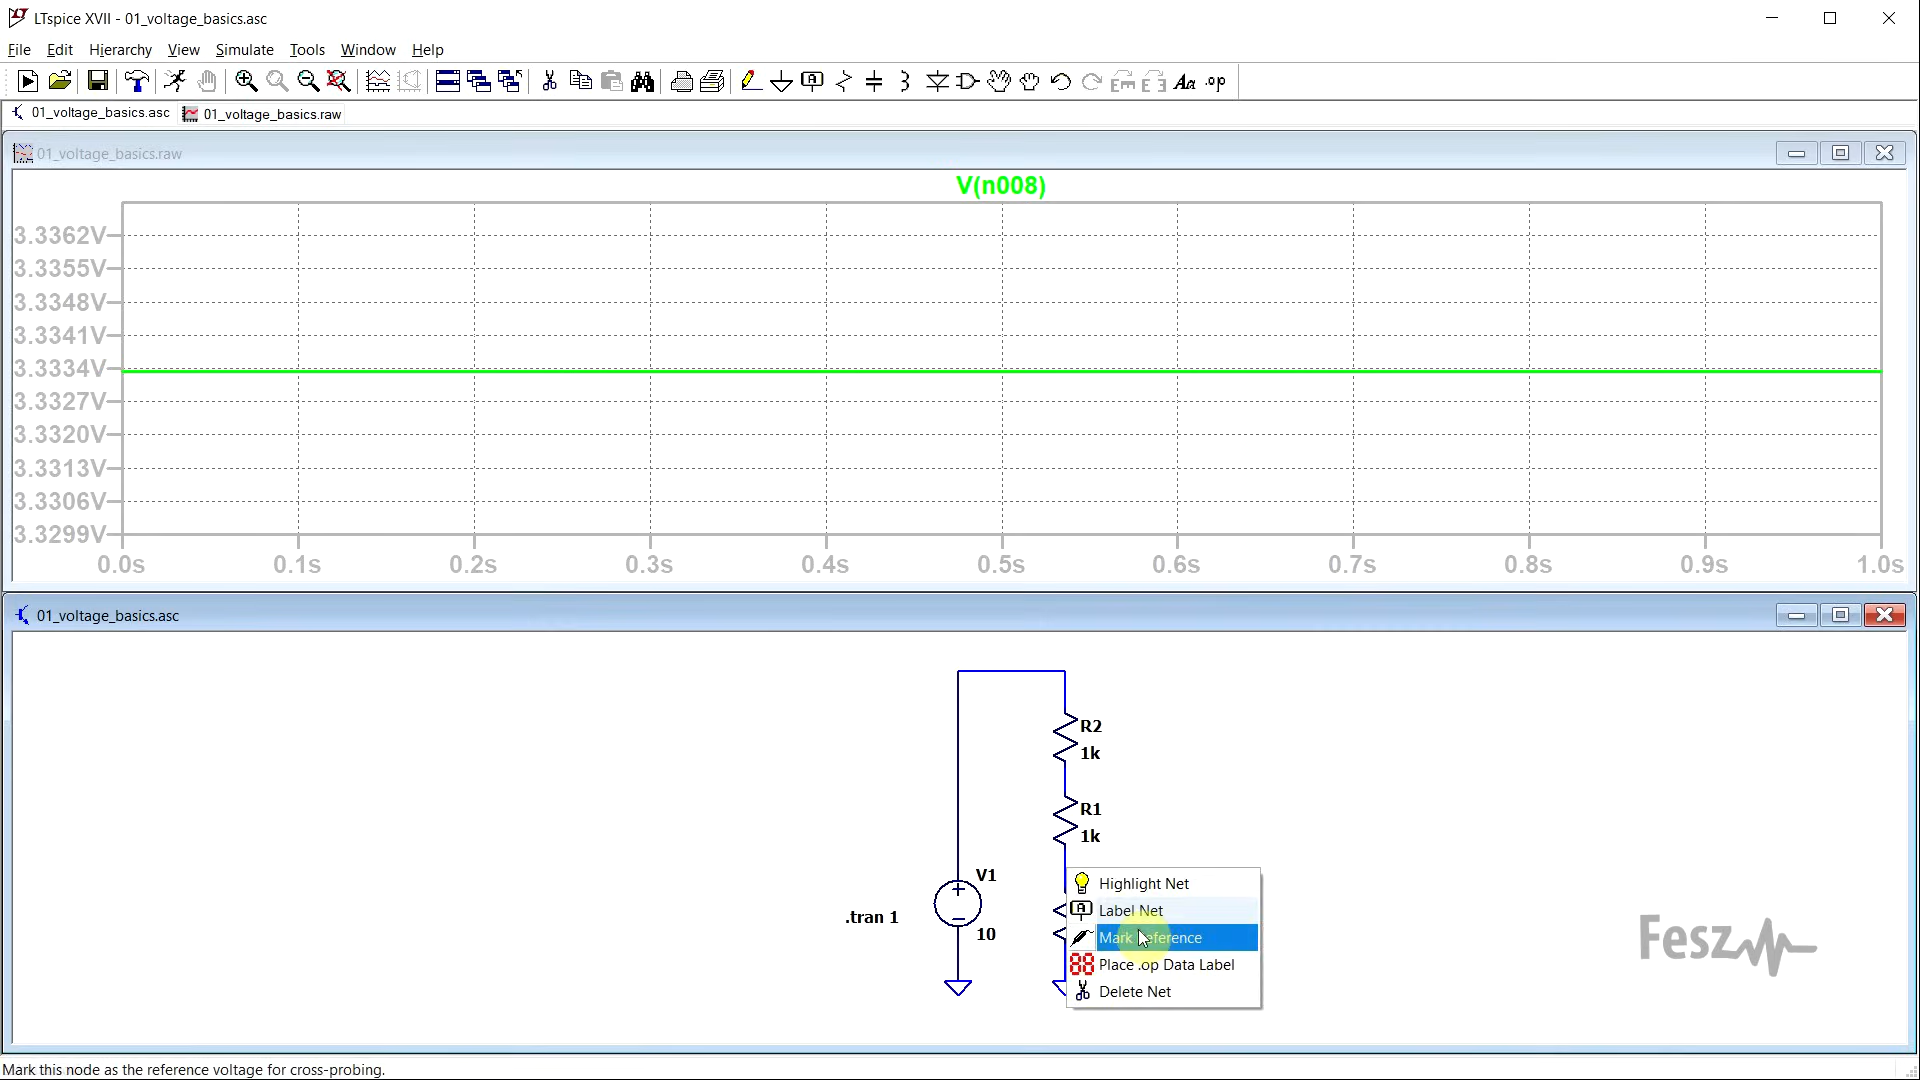 LTspice XVII - 01_voltage_basics.asc
File Edit Hierarchy View Simulate Tools Window Help
A Aa .op
01_voltage_basics.asc 01_voltage_basics.raw
01_voltage_basics.raw
V(n008)
3.3362V
3.3355V
3.3348V
3.3341V
3.3334V
3.3327V
3.3320V
3.3313V
3.3306V
3.3299V
0.0s 0.1s 0.2s 0.3s 0.4s 0.5s 0.6s 0.7s 0.8s 0.9s 1.0s
01_voltage_basics.asc
R2
1k
R1
1k
V1
.tran 1
10
Highlight Net
A Label Net
Mark Reference
88 Place .op Data Label
Delete Net
Fesz
Mark this node as the reference voltage for cross-probing.